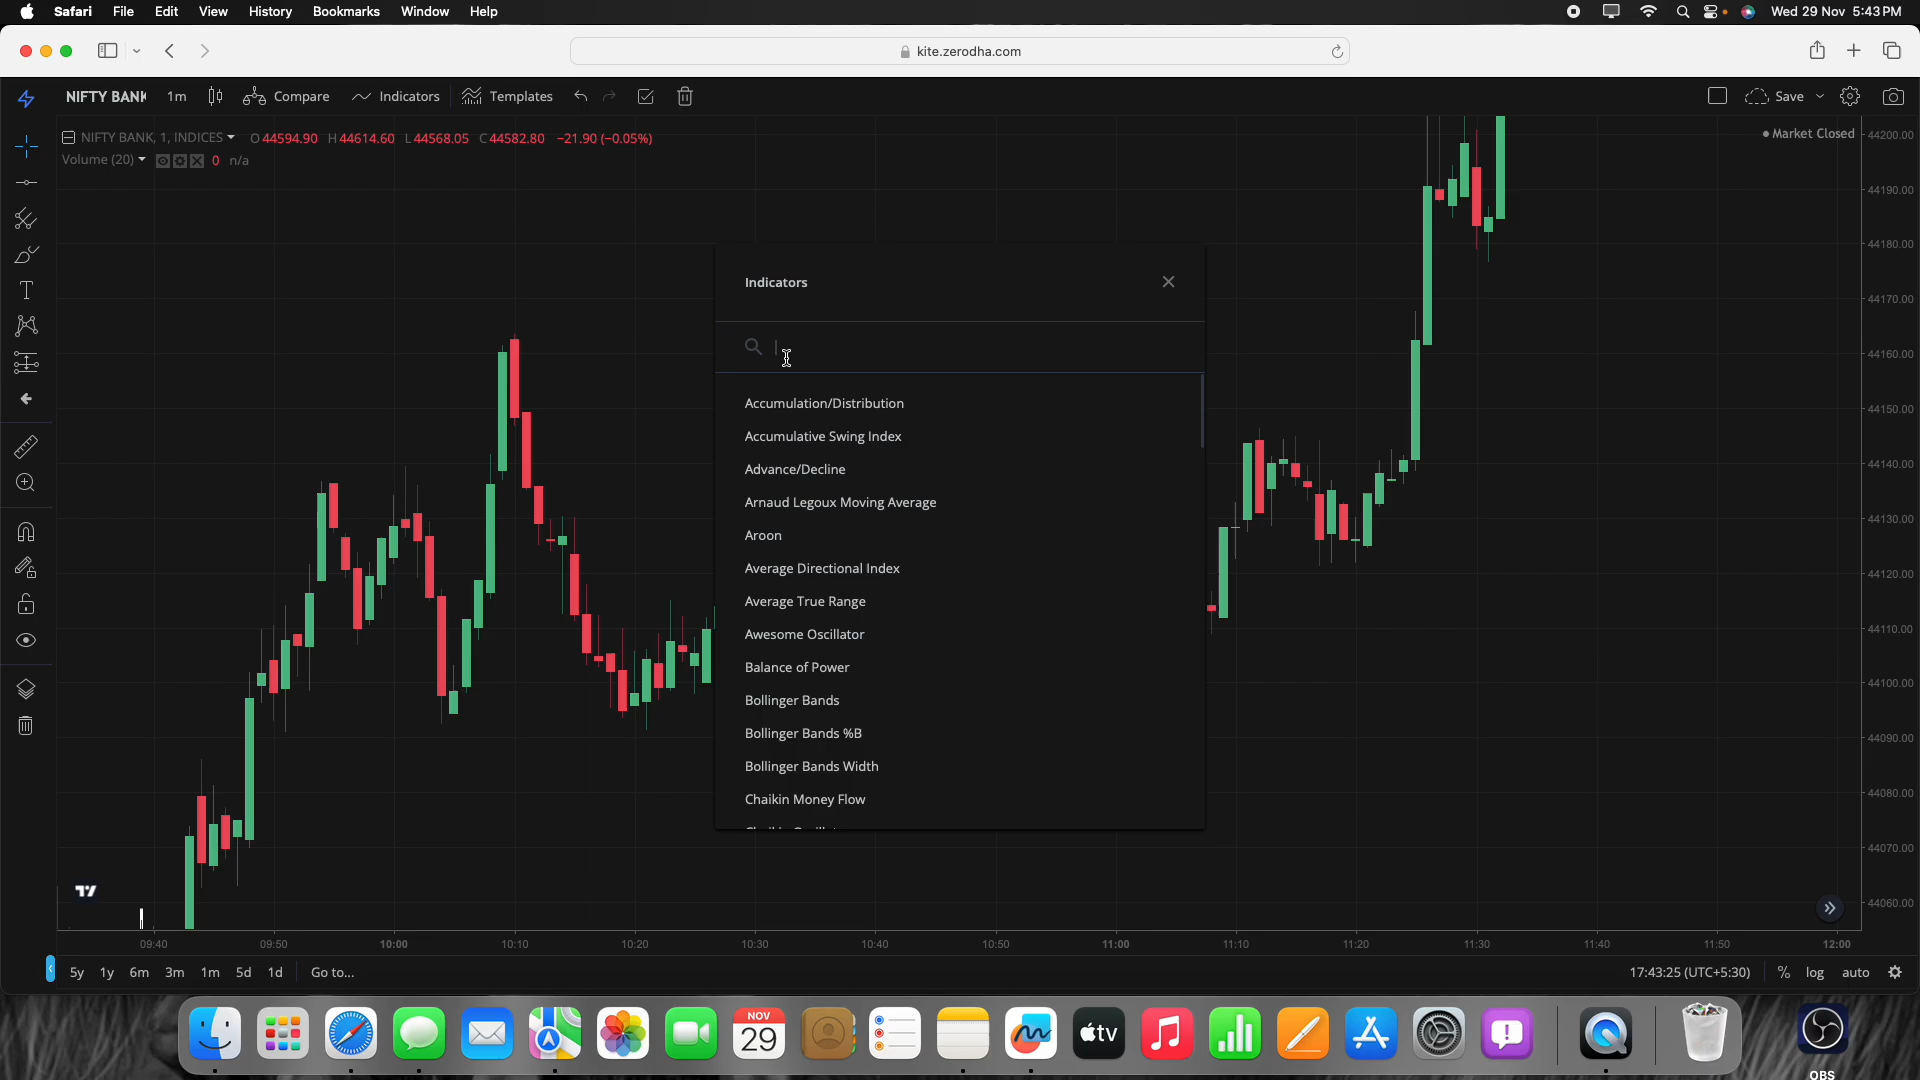 Safari File Edit View History Bookmarks Window Help Wed 29 Nov 5:43 PM
kite.zerodha.com
NIFTY BANK 1m Compare Indicators Templates Save
NIFTY BANK, 1, INDICES O44594.90 H44614.60 L44568.05 C44582.80 −21.90 (−0.05%)
Market Closed
Volume (20) 0 n/a
Indicators
Accumulation/Distribution
Accumulative Swing Index
Advance/Decline
Arnaud Legoux Moving Average
Aroon
Average Directional Index
Average True Range
Awesome Oscillator
Balance of Power
Bollinger Bands
Bollinger Bands %B
Bollinger Bands Width
Chaikin Money Flow
44200.00
44190.00
44180.00
44170.00
44160.00
44150.00
44140.00
44130.00
44120.00
44110.00
44100.00
44090.00
44080.00
44070.00
44060.00
09:40 09:50 10:00 10:10 10:20 10:30 10:40 10:50 11:00 11:10 11:20 11:30 11:40 11:50 12:00
5y 1y 6m 3m 1m 5d 1d Go to... 17:43:25 (UTC+5:30) % log auto
NOV
29
tv
OBS